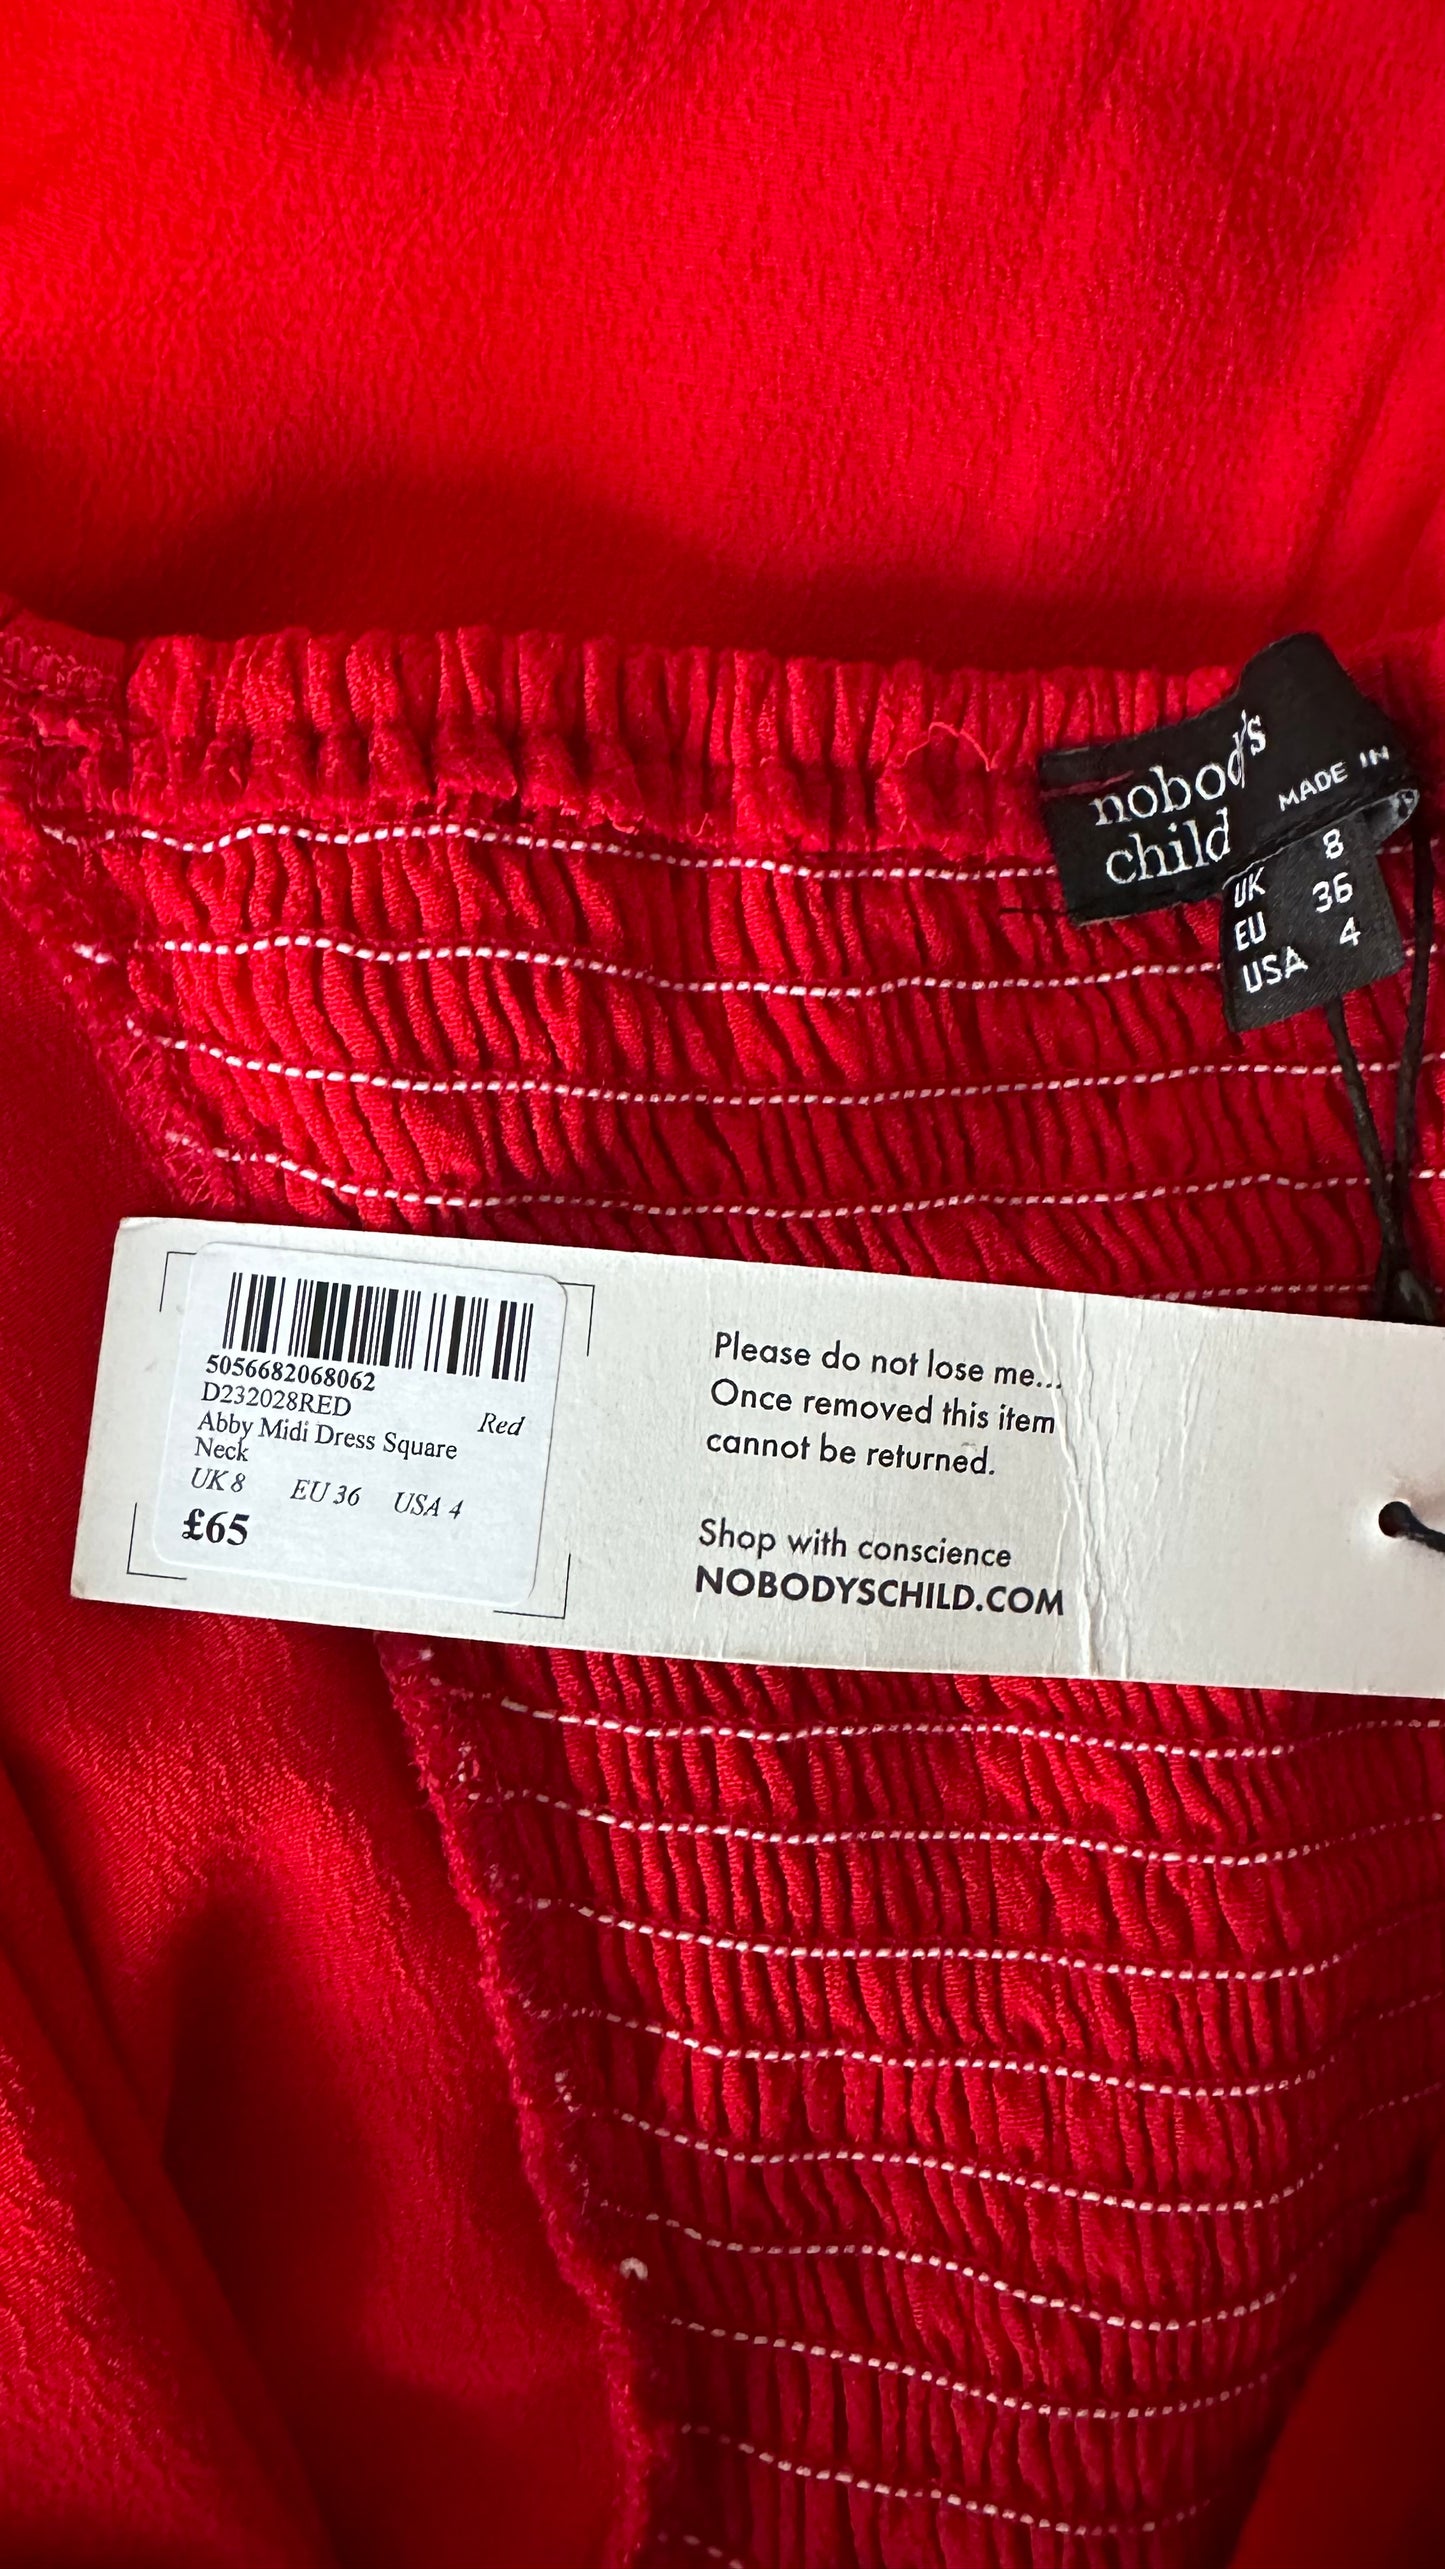 nobody's
child
MADE IN
UK 8
EU 36
USA 4
5056682068062
D232028RED
Red
Abby Midi Dress Square
Neck
UK 8 EU 36 USA 4
£65
Please do not lose me...
Once removed this item
cannot be returned.
Shop with conscience
NOBODYSCHILD.COM